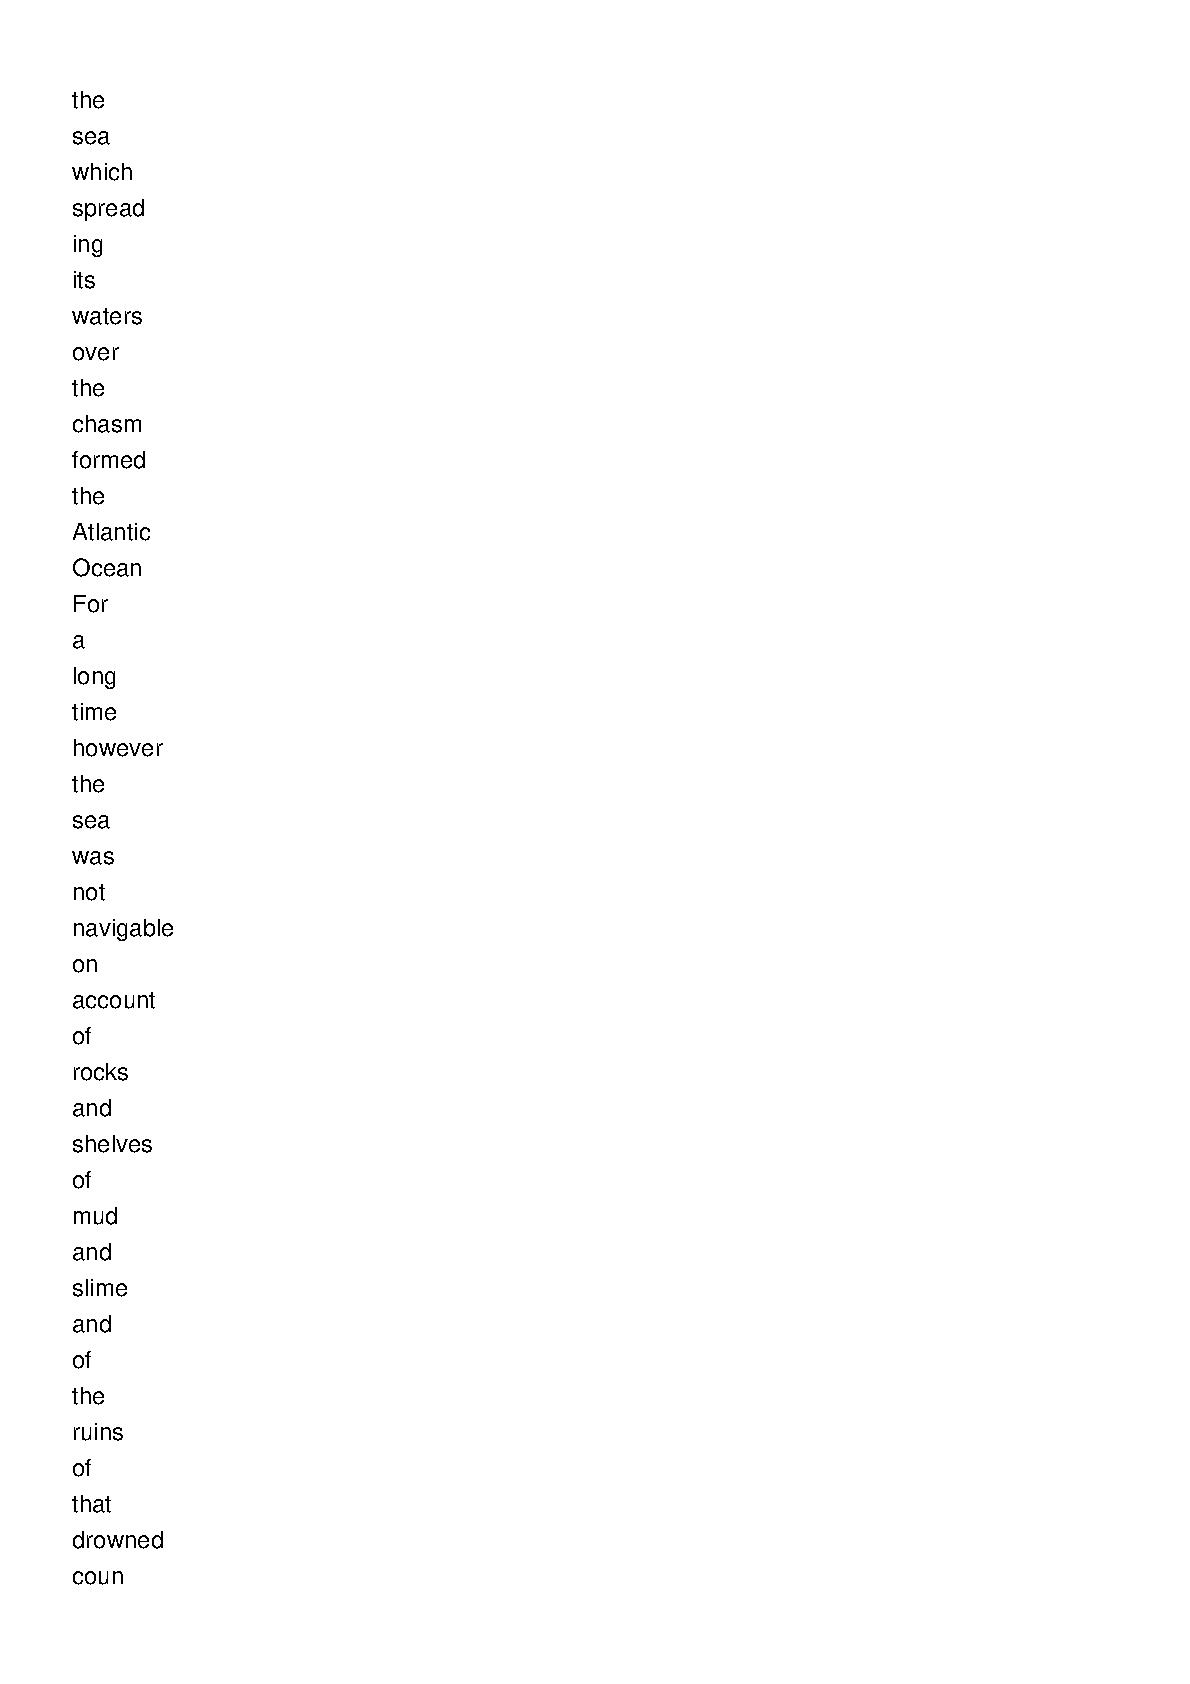 the
sea
which
spread
ing
its
waters
over
the
chasm
formed
the
Atlantic
Ocean
For
a
long
time
however
the
sea
was
not
navigable
on
account
of
rocks
and
shelves
of
mud
and
slime
and
of
the
ruins
of
that
drowned
coun